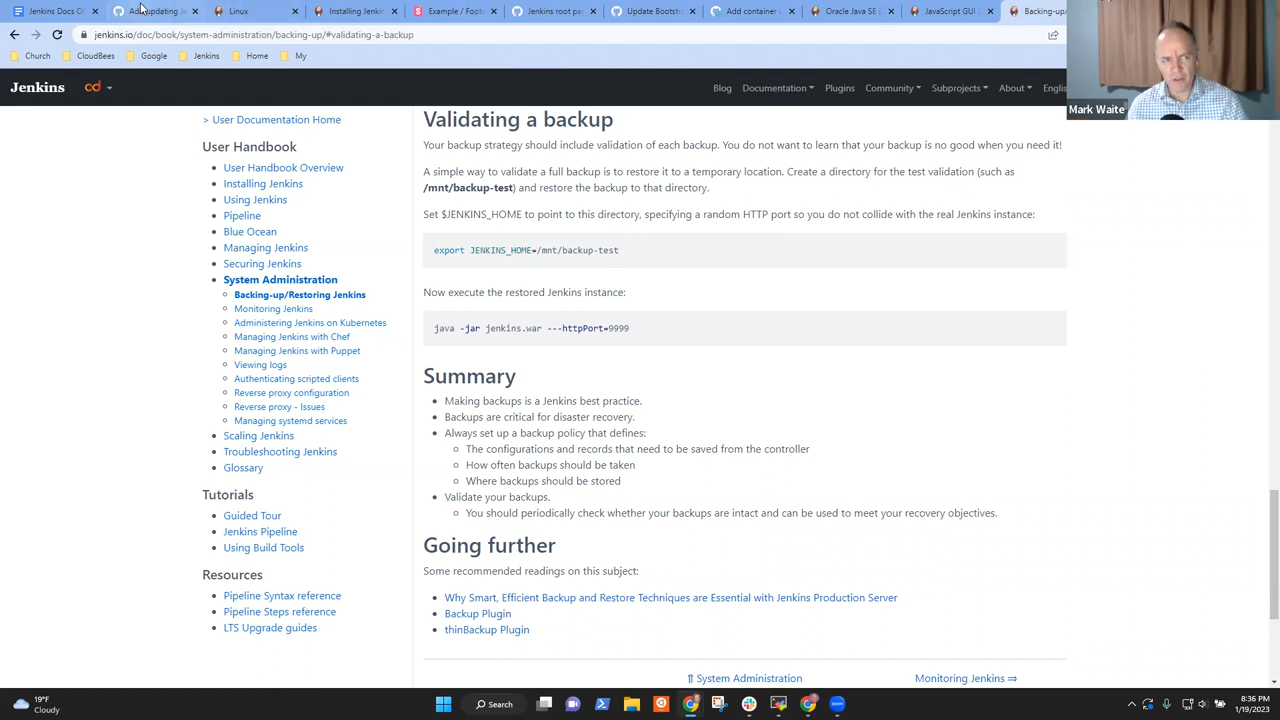 Jenkins Docs Of
Add updating Je
Linux
Installing Jenkin
Example / Foote
Jenkins root pa
Update Bootstr
Add container u
Oracle Java SE D
JavaScript GUI L
Backing-up/
jenkins.io/doc/book/system-administration/backing-up/#validating-a-backup
Church
CloudBees
Google
Jenkins
Home
My
Jenkins
cd
Blog
Documentation
Plugins
Community
Subprojects
About
Englis
Mark Waite
> User Documentation Home
User Handbook
User Handbook Overview
Installing Jenkins
Using Jenkins
Pipeline
Blue Ocean
Managing Jenkins
Securing Jenkins
System Administration
Backing-up/Restoring Jenkins
Monitoring Jenkins
Administering Jenkins on Kubernetes
Managing Jenkins with Chef
Managing Jenkins with Puppet
Viewing logs
Authenticating scripted clients
Reverse proxy configuration
Reverse proxy - Issues
Managing systemd services
Scaling Jenkins
Troubleshooting Jenkins
Glossary
Tutorials
Guided Tour
Jenkins Pipeline
Using Build Tools
Resources
Pipeline Syntax reference
Pipeline Steps reference
LTS Upgrade guides
Validating a backup
Your backup strategy should include validation of each backup. You do not want to learn that your backup is no good when you need it!
A simple way to validate a full backup is to restore it to a temporary location. Create a directory for the test validation (such as
/mnt/backup-test) and restore the backup to that directory.
Set $JENKINS_HOME to point to this directory, specifying a random HTTP port so you do not collide with the real Jenkins instance:
export JENKINS_HOME=/mnt/backup-test
Now execute the restored Jenkins instance:
java -jar jenkins.war ---httpPort=9999
Summary
Making backups is a Jenkins best practice.
Backups are critical for disaster recovery.
Always set up a backup policy that defines:
The configurations and records that need to be saved from the controller
How often backups should be taken
Where backups should be stored
Validate your backups.
You should periodically check whether your backups are intact and can be used to meet your recovery objectives.
Going further
Some recommended readings on this subject:
Why Smart, Efficient Backup and Restore Techniques are Essential with Jenkins Production Server
Backup Plugin
thinBackup Plugin
⇑ System Administration
Monitoring Jenkins ⇒
19°F
Cloudy
Search
8:36 PM
1/19/2023